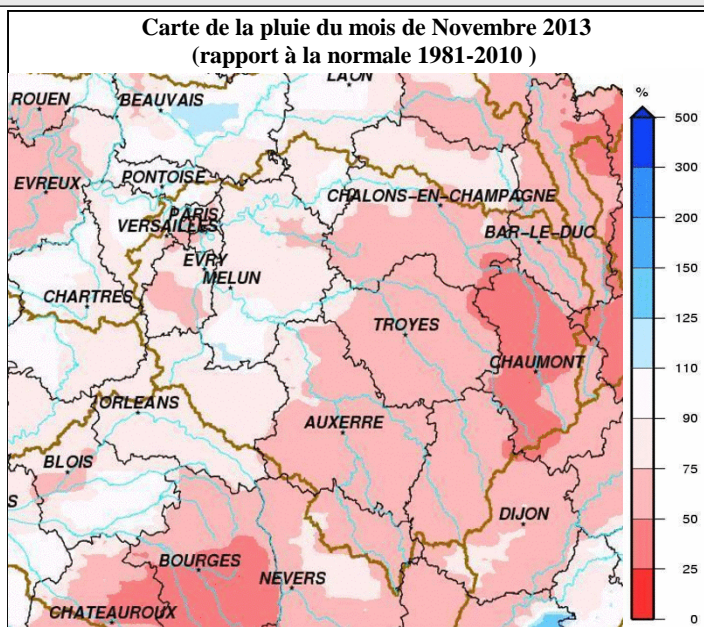 Carte de la pluie du mois de Novembre 2013
(rapport à la normale 1981-2010 )
%
LAON
ROUEN
BEAUVAIS
500
300
EVREUX
PONTOISE
CHALONS-EN-CHAMPAGNE
PARIS
200
VERSAILLES
BAR-LE-DUC
EVRY
150
MELUN
CHARTRES
125
TROYES
CHAUMONT
110
ORLEANS
AUXERRE
90
BLOIS
75
S
DIJON
50
BOURGES
NEVERS
25
CHATEAUROUX
0